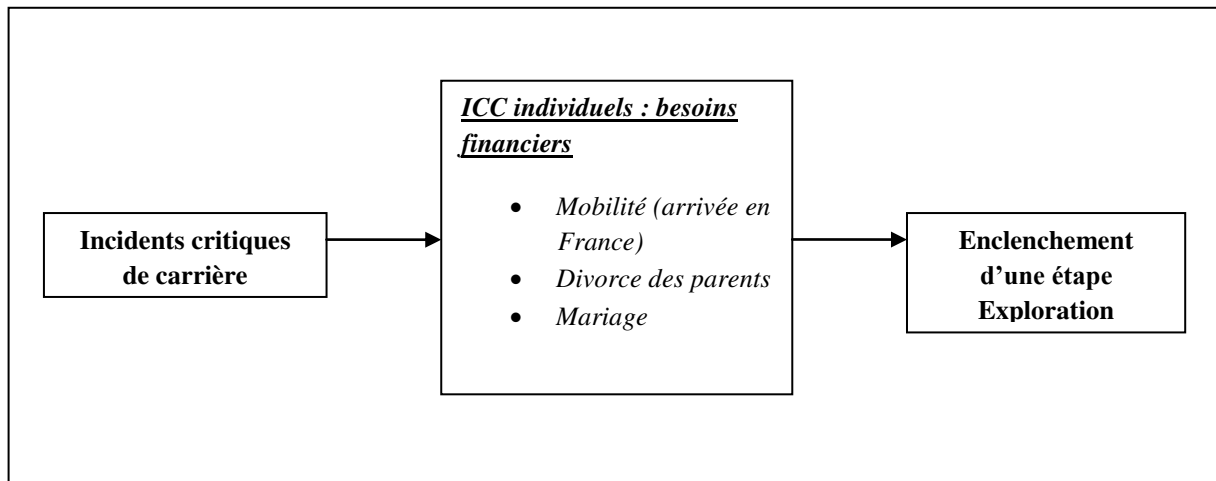 Incidents critiques
de carrière
ICC individuels : besoins
financiers
• Mobilité (arrivée en
France)
• Divorce des parents
• Mariage
Enclenchement
d’une étape
Exploration